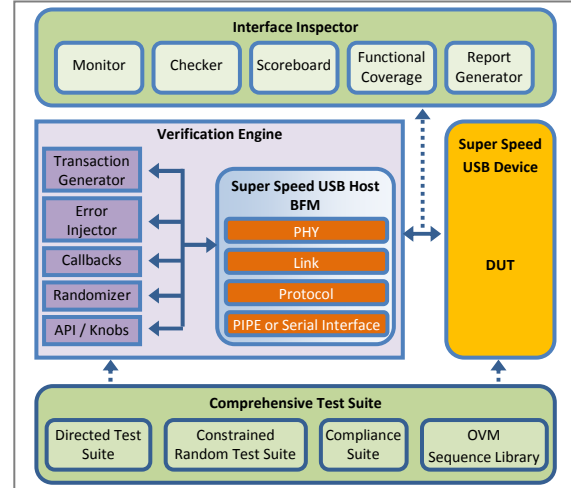 Interface Inspector
Monitor
Checker
Scoreboard
Functional
Coverage
Report
Generator
Verification Engine
Transaction
Generator
Error
Injector
Callbacks
Randomizer
API / Knobs
Super Speed USB Host
BFM
PHY
Link
Protocol
PIPE or Serial Interface
Super Speed
USB Device
DUT
Comprehensive Test Suite
Directed Test
Suite
Constrained
Random Test Suite
Compliance
Suite
OVM
Sequence Library